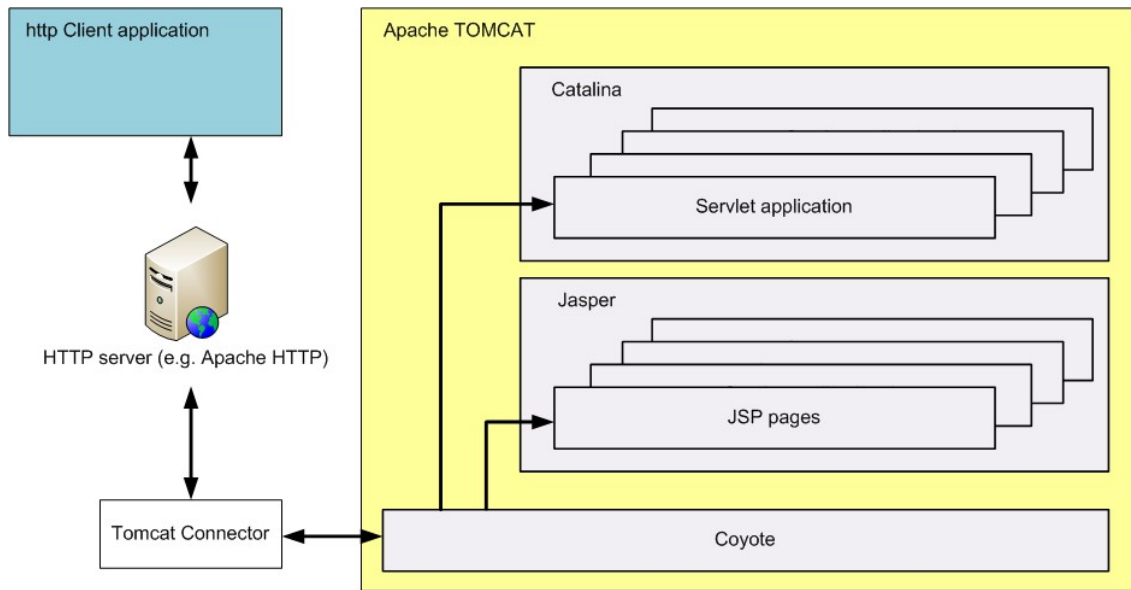 http Client application
Apache TOMCAT
Catalina
Servlet application
HTTP server (e.g. Apache HTTP)
Jasper
JSP pages
Tomcat Connector
Coyote